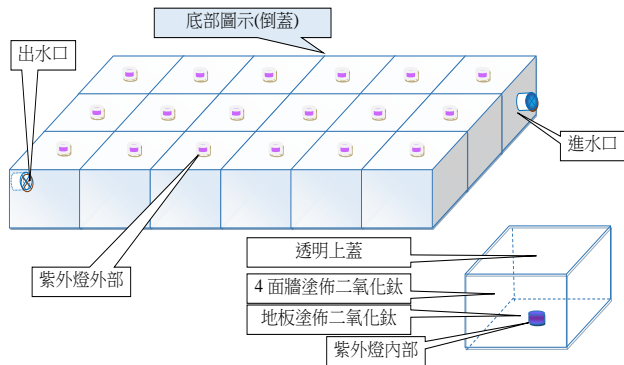 底部圖示(倒蓋)
出水口
進水口
紫外燈外部
透明上蓋
4 面牆塗佈二氧化鈦
地板塗佈二氧化鈦
紫外燈內部